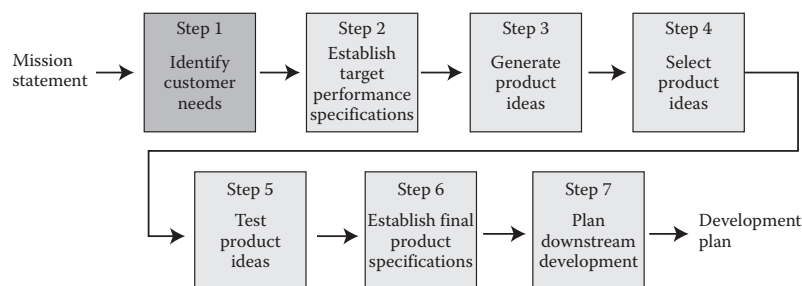 Mission
statement
Step 1
Identify
customer
needs
Step 2
Establish
target
performance
specifications
Step 3
Generate
product
ideas
Step 4
Select
product
ideas
Step 5
Test
product
ideas
Step 6
Establish final
product
specifications
Step 7
Plan
downstream
development
Development
plan